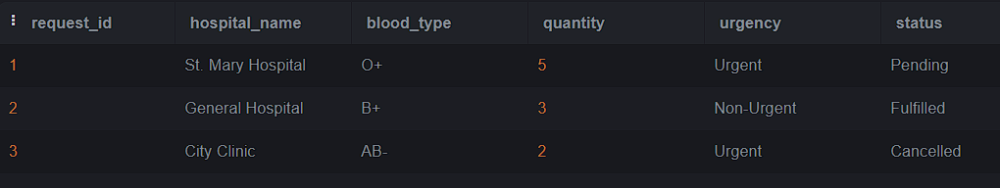 request_id hospital_name blood_type quantity urgency status
1 St. Mary Hospital O+ 5 Urgent Pending
2 General Hospital B+ 3 Non-Urgent Fulfilled
3 City Clinic AB- 2 Urgent Cancelled